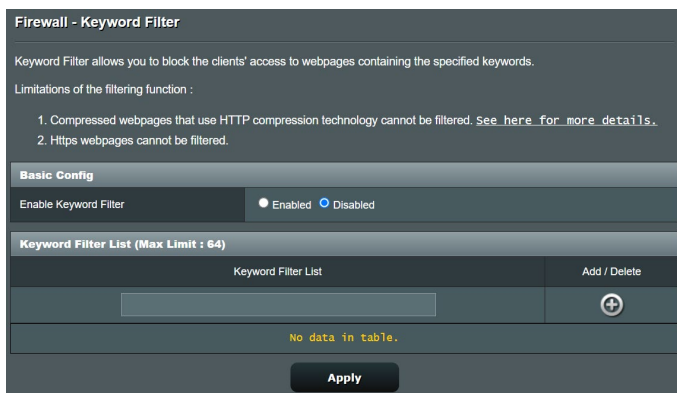 Firewall - Keyword Filter
Keyword Filter allows you to block the clients' access to webpages containing the specified keywords.
Limitations of the filtering function :
1. Compressed webpages that use HTTP compression technology cannot be filtered. See here for more details.
2. Https webpages cannot be filtered.
Basic Config
Enable Keyword Filter Enabled Disabled
Keyword Filter List (Max Limit : 64)
Keyword Filter List Add / Delete
No data in table.
Apply